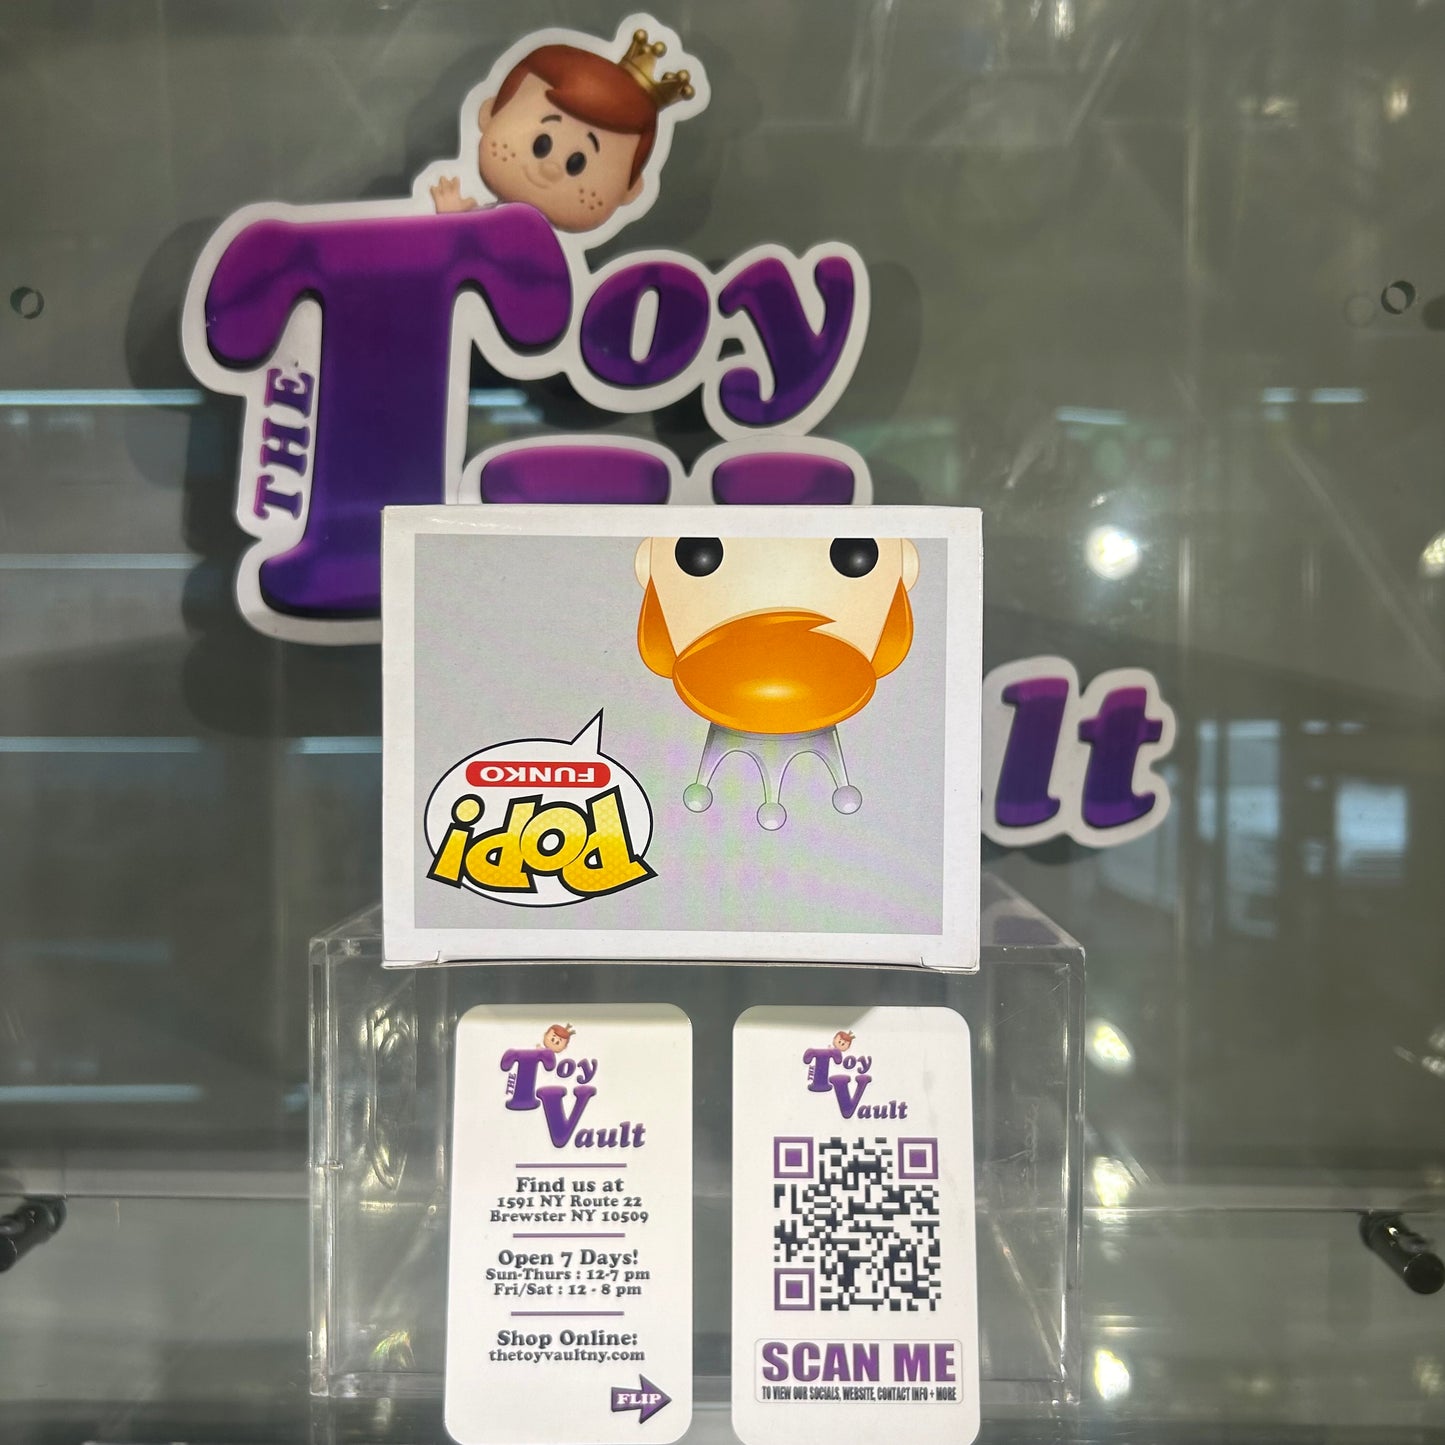 THE
Toy
lt
FUNKO
POP!
THE Toy
Vault
Find us at
1591 NY Route 22
Brewster NY 10509
Open 7 Days!
Sun-Thurs : 12-7 pm
Fri/Sat : 12 - 8 pm
Shop Online:
thetoyvaultny.com
FLIP
THE Toy
Vault
SCAN ME
TO VIEW OUR SOCIALS, WEBSITE, CONTACT INFO + MORE